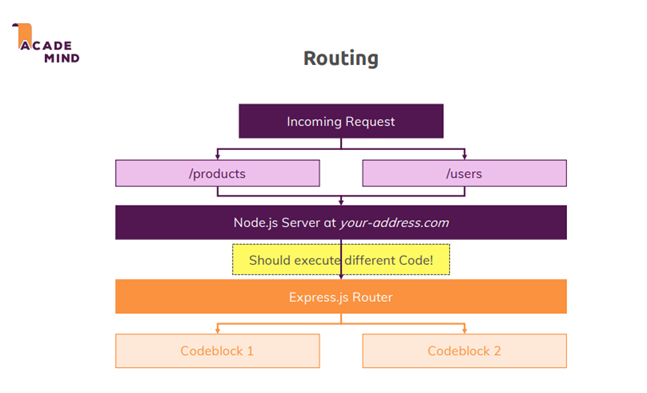 ACADE
MIND
Routing
Incoming Request
/products
/users
Node.js Server at your-address.com
Should execute different Code!
Express.js Router
Codeblock 1
Codeblock 2